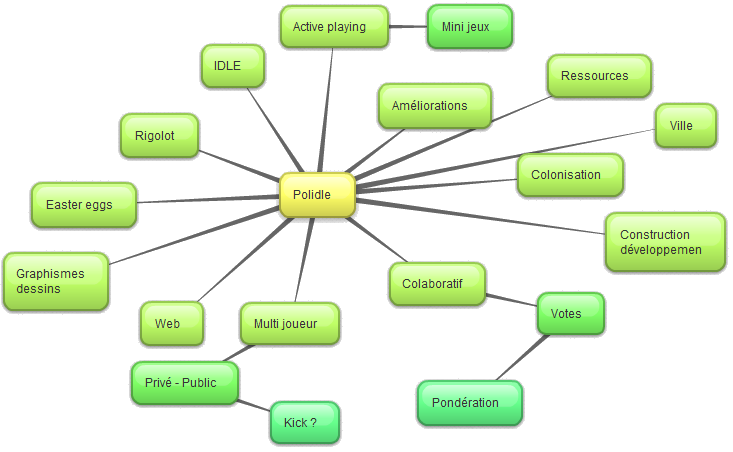 Active playing
Mini jeux
IDLE
Ressources
Améliorations
Ville
Rigolot
Colonisation
Polidle
Easter eggs
Construction
développemen
Graphismes
dessins
Colaboratif
Web
Multi joueur
Votes
Privé - Public
Pondération
Kick ?